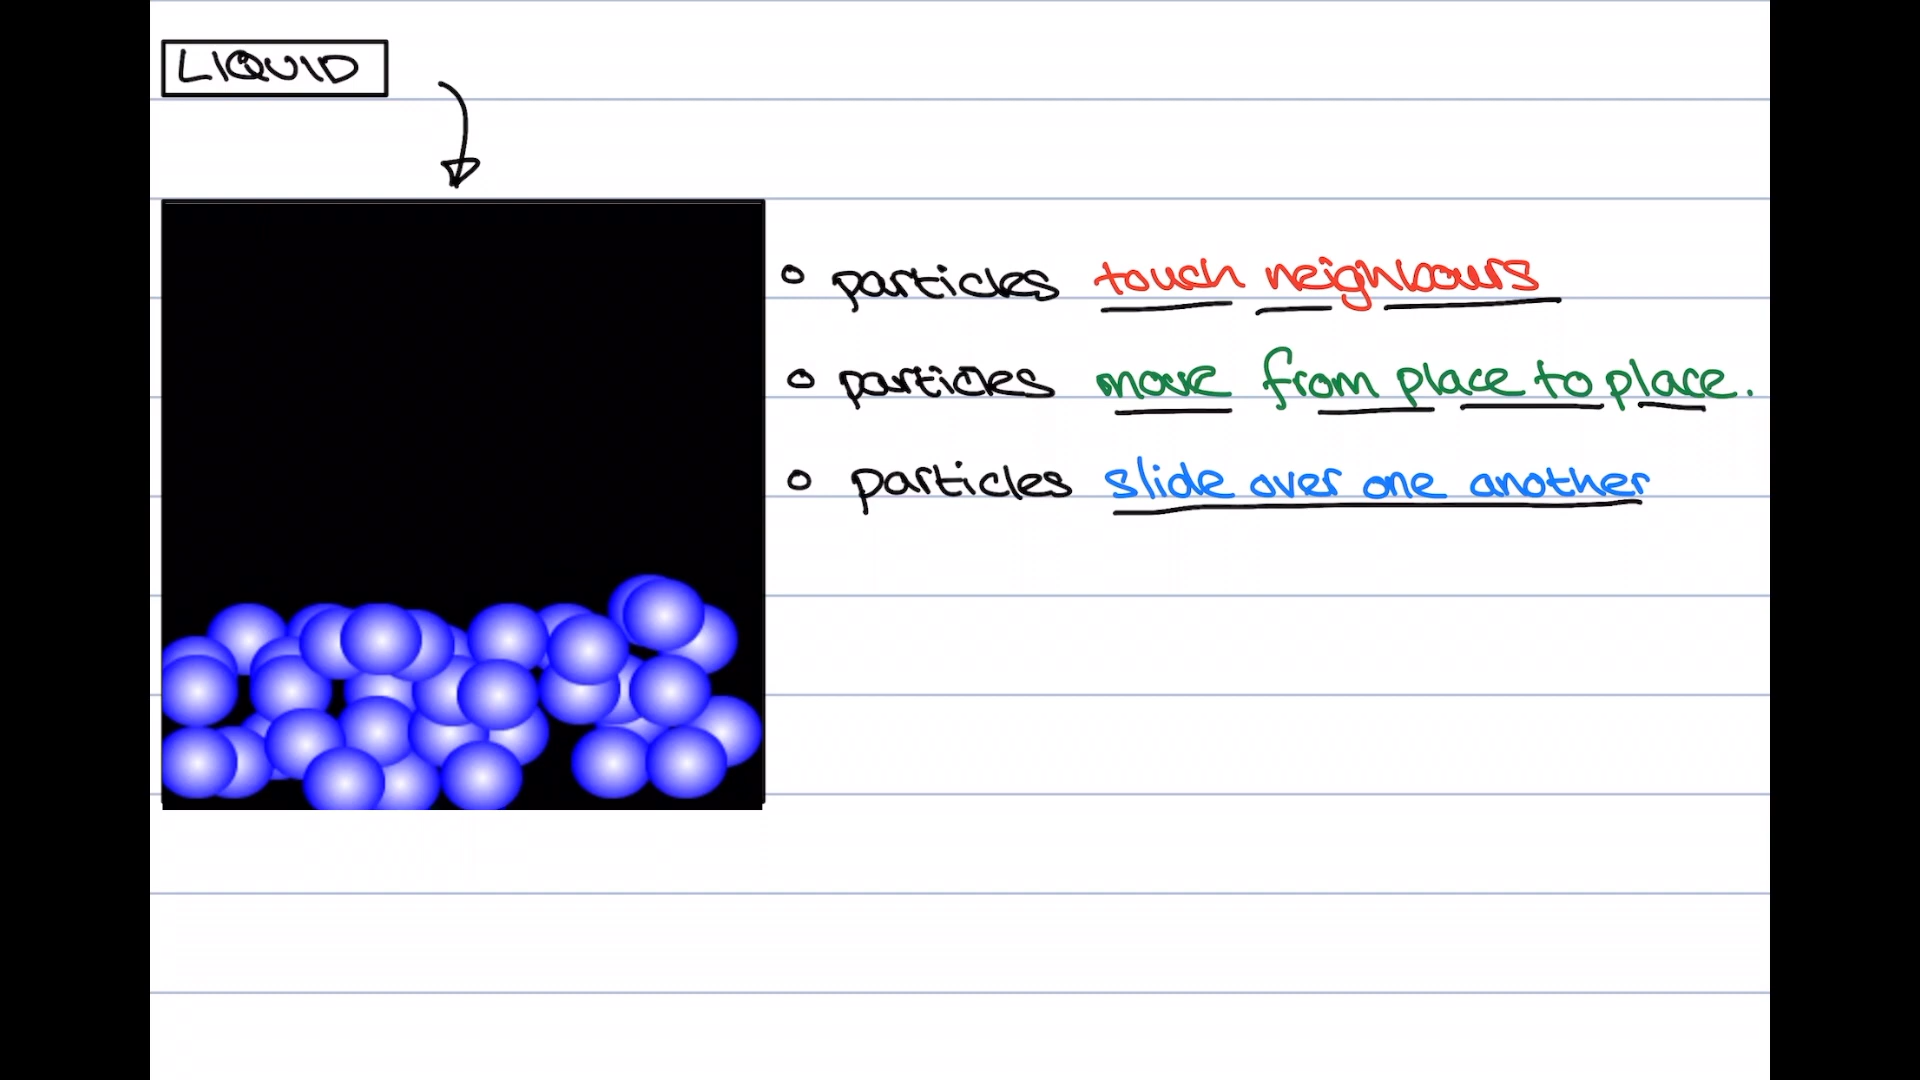 LIQUID
particles touch neighbours
particles move from place to place.
particles slide over one another